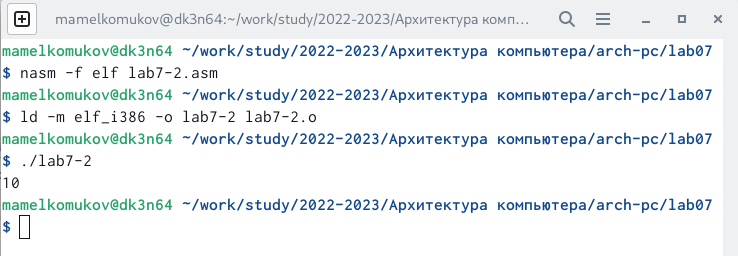 mamelkomukov@dk3n64:~/work/study/2022-2023/Архитектура комп...
mamelkomukov@dk3n64 ~/work/study/2022-2023/Архитектура компьютера/arch-pc/lab07
$ nasm -f elf lab7-2.asm
mamelkomukov@dk3n64 ~/work/study/2022-2023/Архитектура компьютера/arch-pc/lab07
$ ld -m elf_i386 -o lab7-2 lab7-2.o
mamelkomukov@dk3n64 ~/work/study/2022-2023/Архитектура компьютера/arch-pc/lab07
$ ./lab7-2
10
mamelkomukov@dk3n64 ~/work/study/2022-2023/Архитектура компьютера/arch-pc/lab07
$